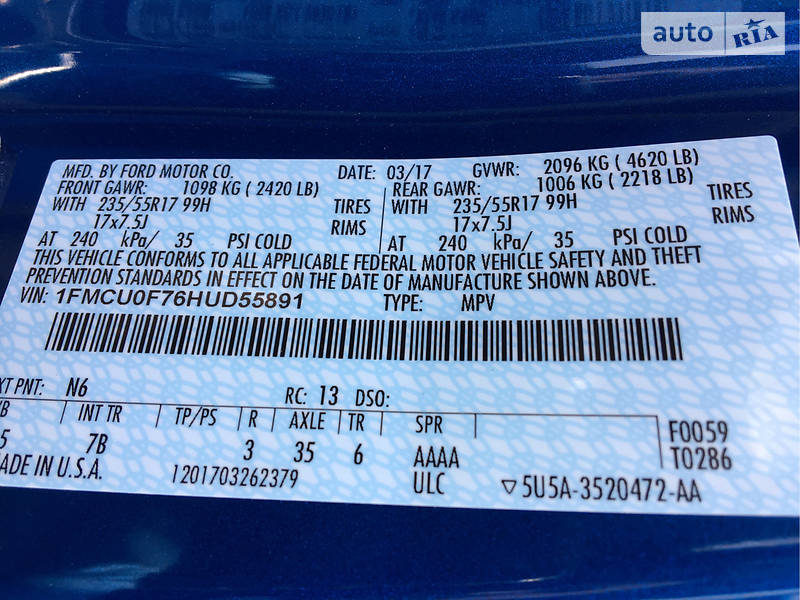 auto RIA
MFD. BY FORD MOTOR CO. DATE: 03/17 GVWR: 2096 KG ( 4620 LB)
FRONT GAWR: 1098 KG ( 2420 LB) REAR GAWR: 1006 KG ( 2218 LB)
WITH 235/55R17 99H TIRES WITH 235/55R17 99H TIRES
17x7.5J RIMS 17x7.5J RIMS
AT 240 kPa/ 35 PSI COLD AT 240 kPa/ 35 PSI COLD
THIS VEHICLE CONFORMS TO ALL APPLICABLE FEDERAL MOTOR VEHICLE SAFETY AND THEFT
PREVENTION STANDARDS IN EFFECT ON THE DATE OF MANUFACTURE SHOWN ABOVE.
VIN: 1FMCU0F76HUD55891 TYPE: MPV
XT PNT: N6 RC: 13 DSO:
B INT TR TP/PS R AXLE TR SPR
5 7B 3 35 6 AAAA F0059
ADE IN U.S.A. 1201703262379 ULC T0286
▽5U5A-3520472-AA